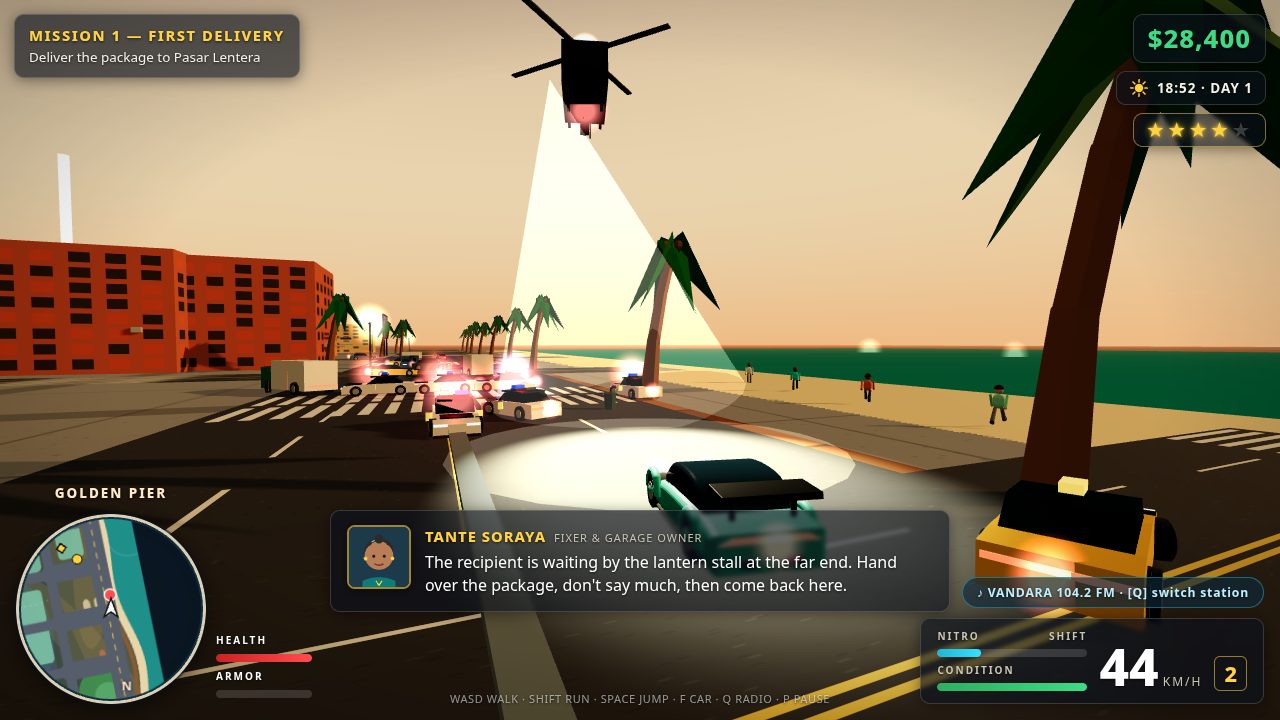 MISSION 1 — FIRST DELIVERY
Deliver the package to Pasar Lentera
$28,400
18:52 · DAY 1
GOLDEN PIER
N
HEALTH
ARMOR
TANTE SORAYA FIXER & GARAGE OWNER
The recipient is waiting by the lantern stall at the far end. Hand
over the package, don't say much, then come back here.
♪ VANDARA 104.2 FM · [Q] switch station
NITRO SHIFT
CONDITION
44 KM/H 2
WASD WALK · SHIFT RUN · SPACE JUMP · F CAR · Q RADIO · P PAUSE